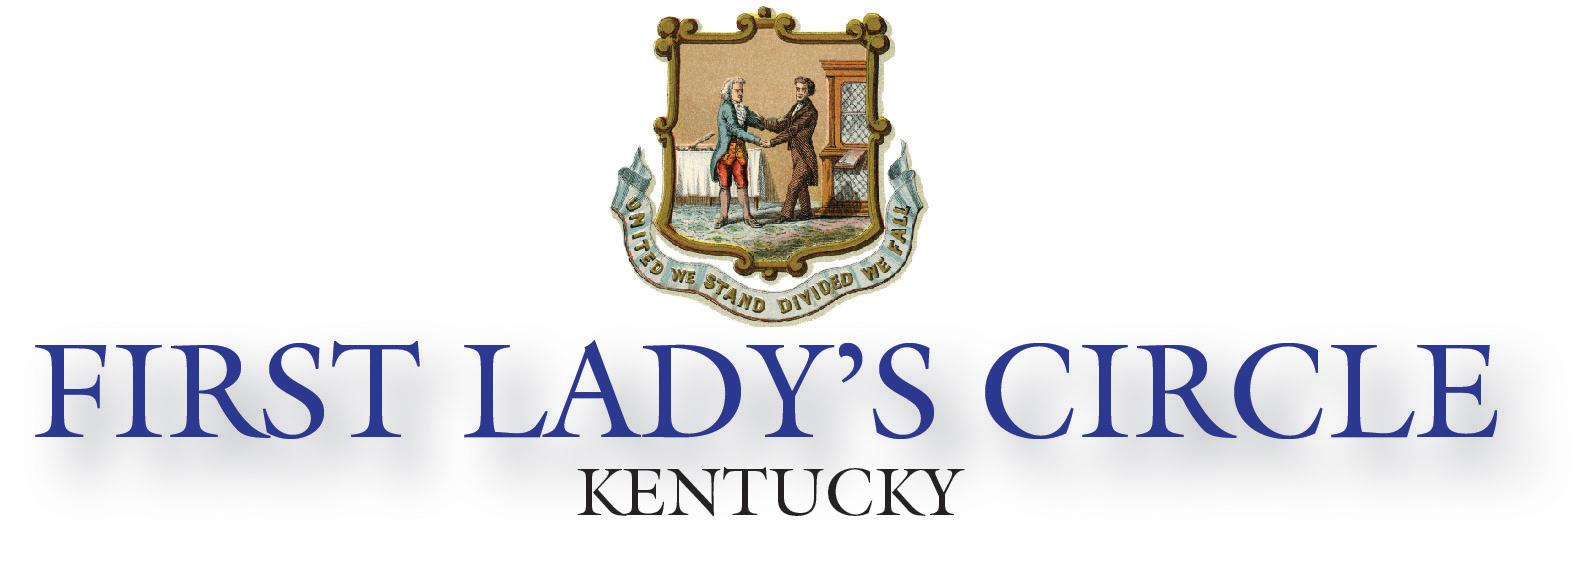 UNITED WE STAND DIVIDED WE FALL
FIRST LADY’S CIRCLE
KENTUCKY